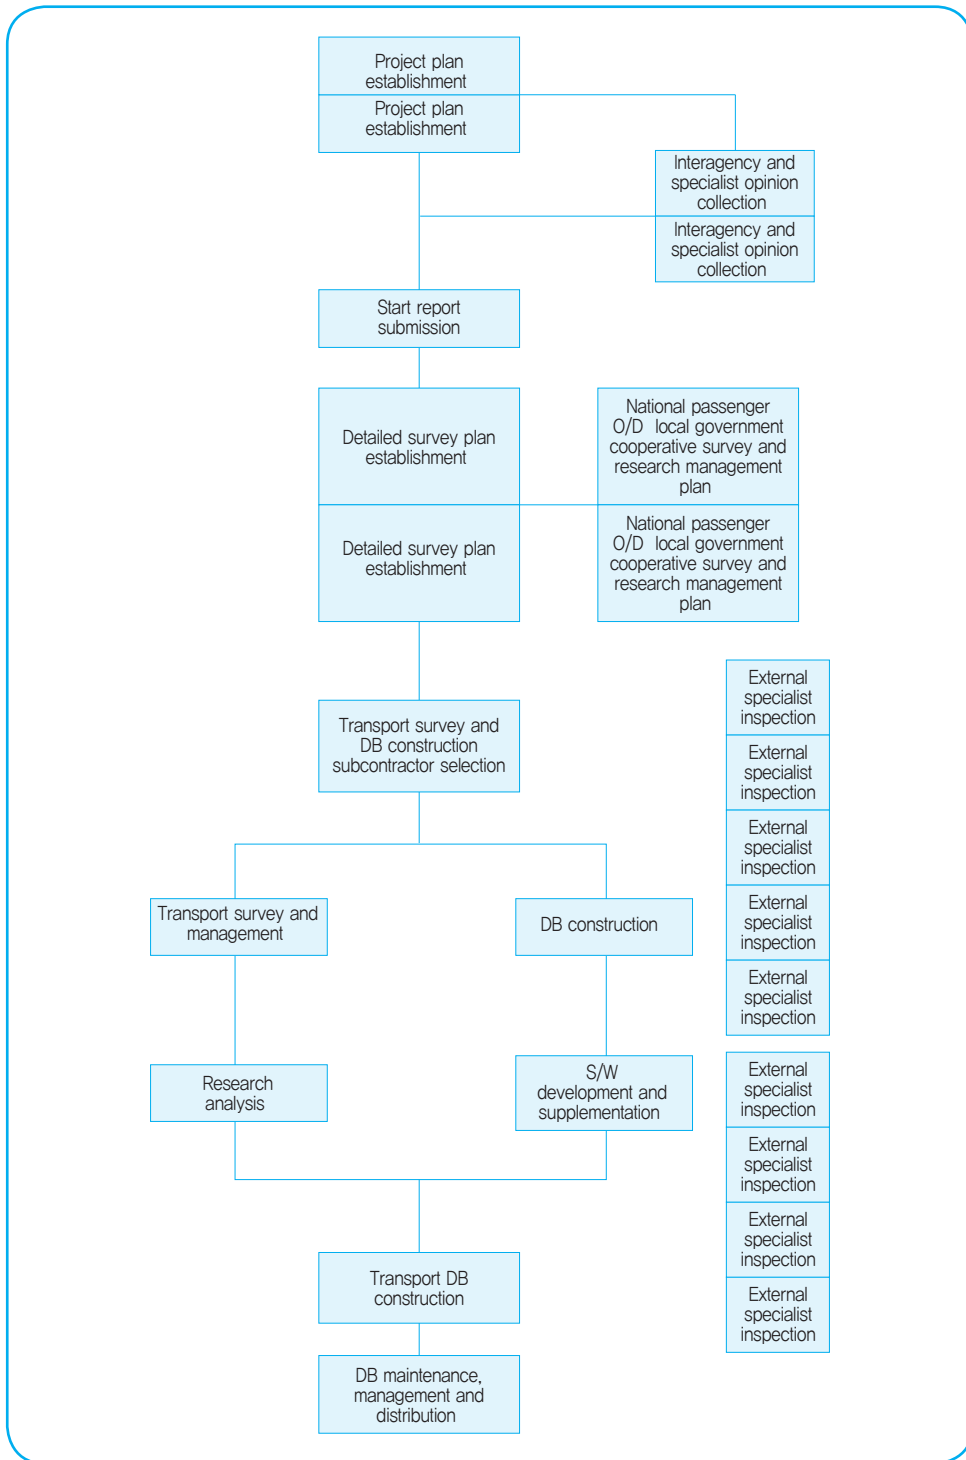 Project plan
establishment
Project plan
establishment
Interagency and
specialist opinion
collection
Interagency and
specialist opinion
collection
Start report
submission
Detailed survey plan
establishment
National passenger
O/D local government
cooperative survey and
research management
plan
Detailed survey plan
establishment
National passenger
O/D local government
cooperative survey and
research management
plan
Transport survey and
DB construction
subcontractor selection
External
specialist
inspection
External
specialist
inspection
External
specialist
inspection
External
specialist
inspection
External
specialist
inspection
Transport survey and
management
DB construction
Research
analysis
S/W
development and
supplementation
External
specialist
inspection
External
specialist
inspection
External
specialist
inspection
External
specialist
inspection
Transport DB
construction
DB maintenance,
management and
distribution